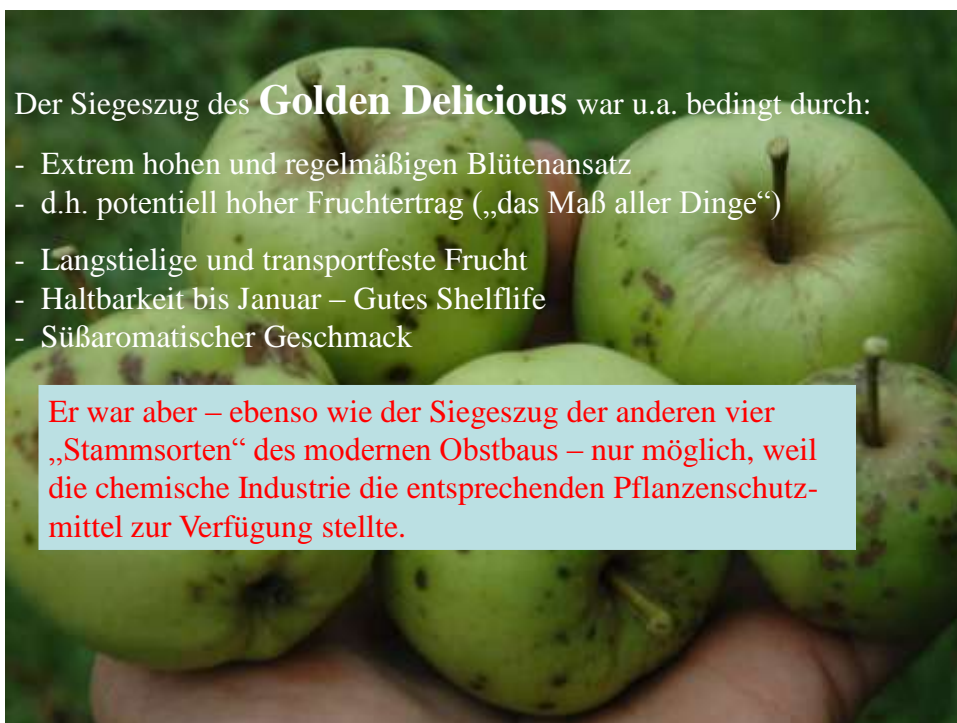 Der Siegeszug des Golden Delicious war u.a. bedingt durch:
- Extrem hohen und regelmäßigen Blütenansatz
- d.h. potentiell hoher Fruchtertrag („das Maß aller Dinge“)
- Langstielige und transportfeste Frucht
- Haltbarkeit bis Januar – Gutes Shelflife
- Süßaromatischer Geschmack
Er war aber – ebenso wie der Siegeszug der anderen vier
„Stammsorten“ des modernen Obstbaus – nur möglich, weil
die chemische Industrie die entsprechenden Pflanzenschutz-
mittel zur Verfügung stellte.